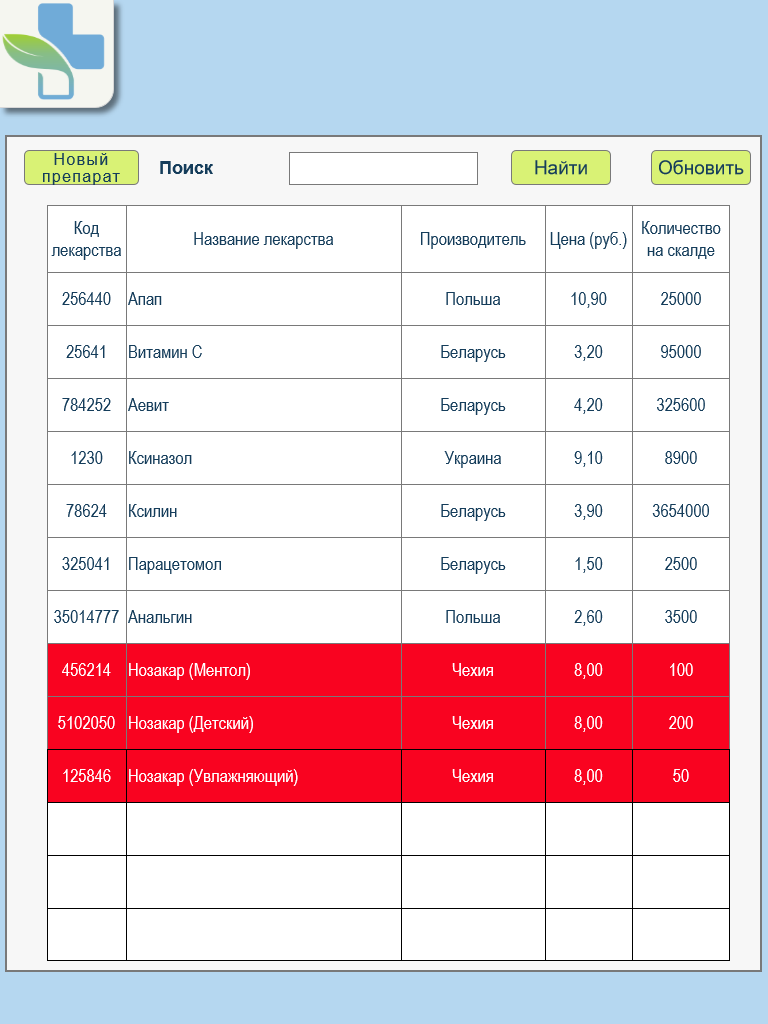 Новый
препарат
Поиск
Найти
Обновить
Код
лекарства
Название лекарства
Производитель
Цена (руб.)
Количество
на скалде
256440 Апап Польша 10,90 25000
25641 Витамин С Беларусь 3,20 95000
784252 Аевит Беларусь 4,20 325600
1230 Ксиназол Украина 9,10 8900
78624 Ксилин Беларусь 3,90 3654000
325041 Парацетомол Беларусь 1,50 2500
35014777 Анальгин Польша 2,60 3500
456214 Нозакар (Ментол) Чехия 8,00 100
5102050 Нозакар (Детский) Чехия 8,00 200
125846 Нозакар (Увлажняющий) Чехия 8,00 50